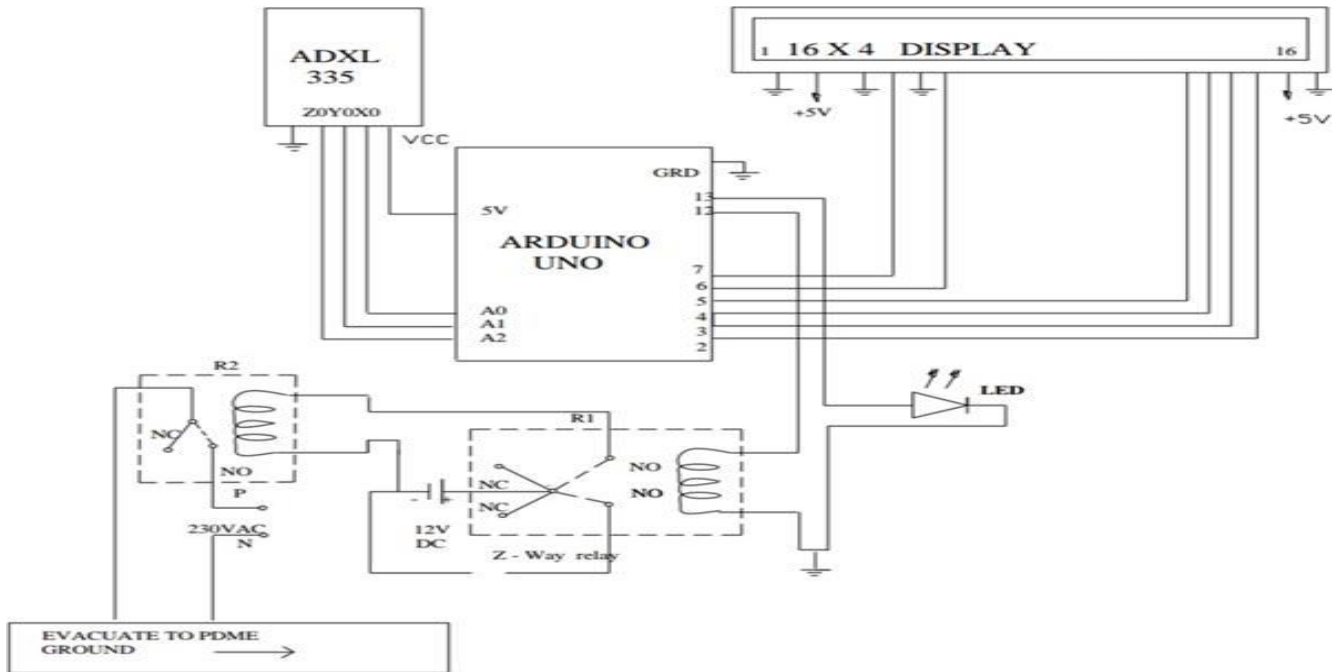 ADXL
335
Z0Y0X0
VCC
1 16 X 4 DISPLAY 16
+5V
+5V
GRD
13
12
5V
ARDUINO
UNO
7
6
5
4
3
2
A0
A1
A2
R2
NC
NO
P
230VAC
N
R1
NO
NC
NO
NC
- +
12V
DC
Z - Way relay
LED
EVACUATE TO PDME
GROUND